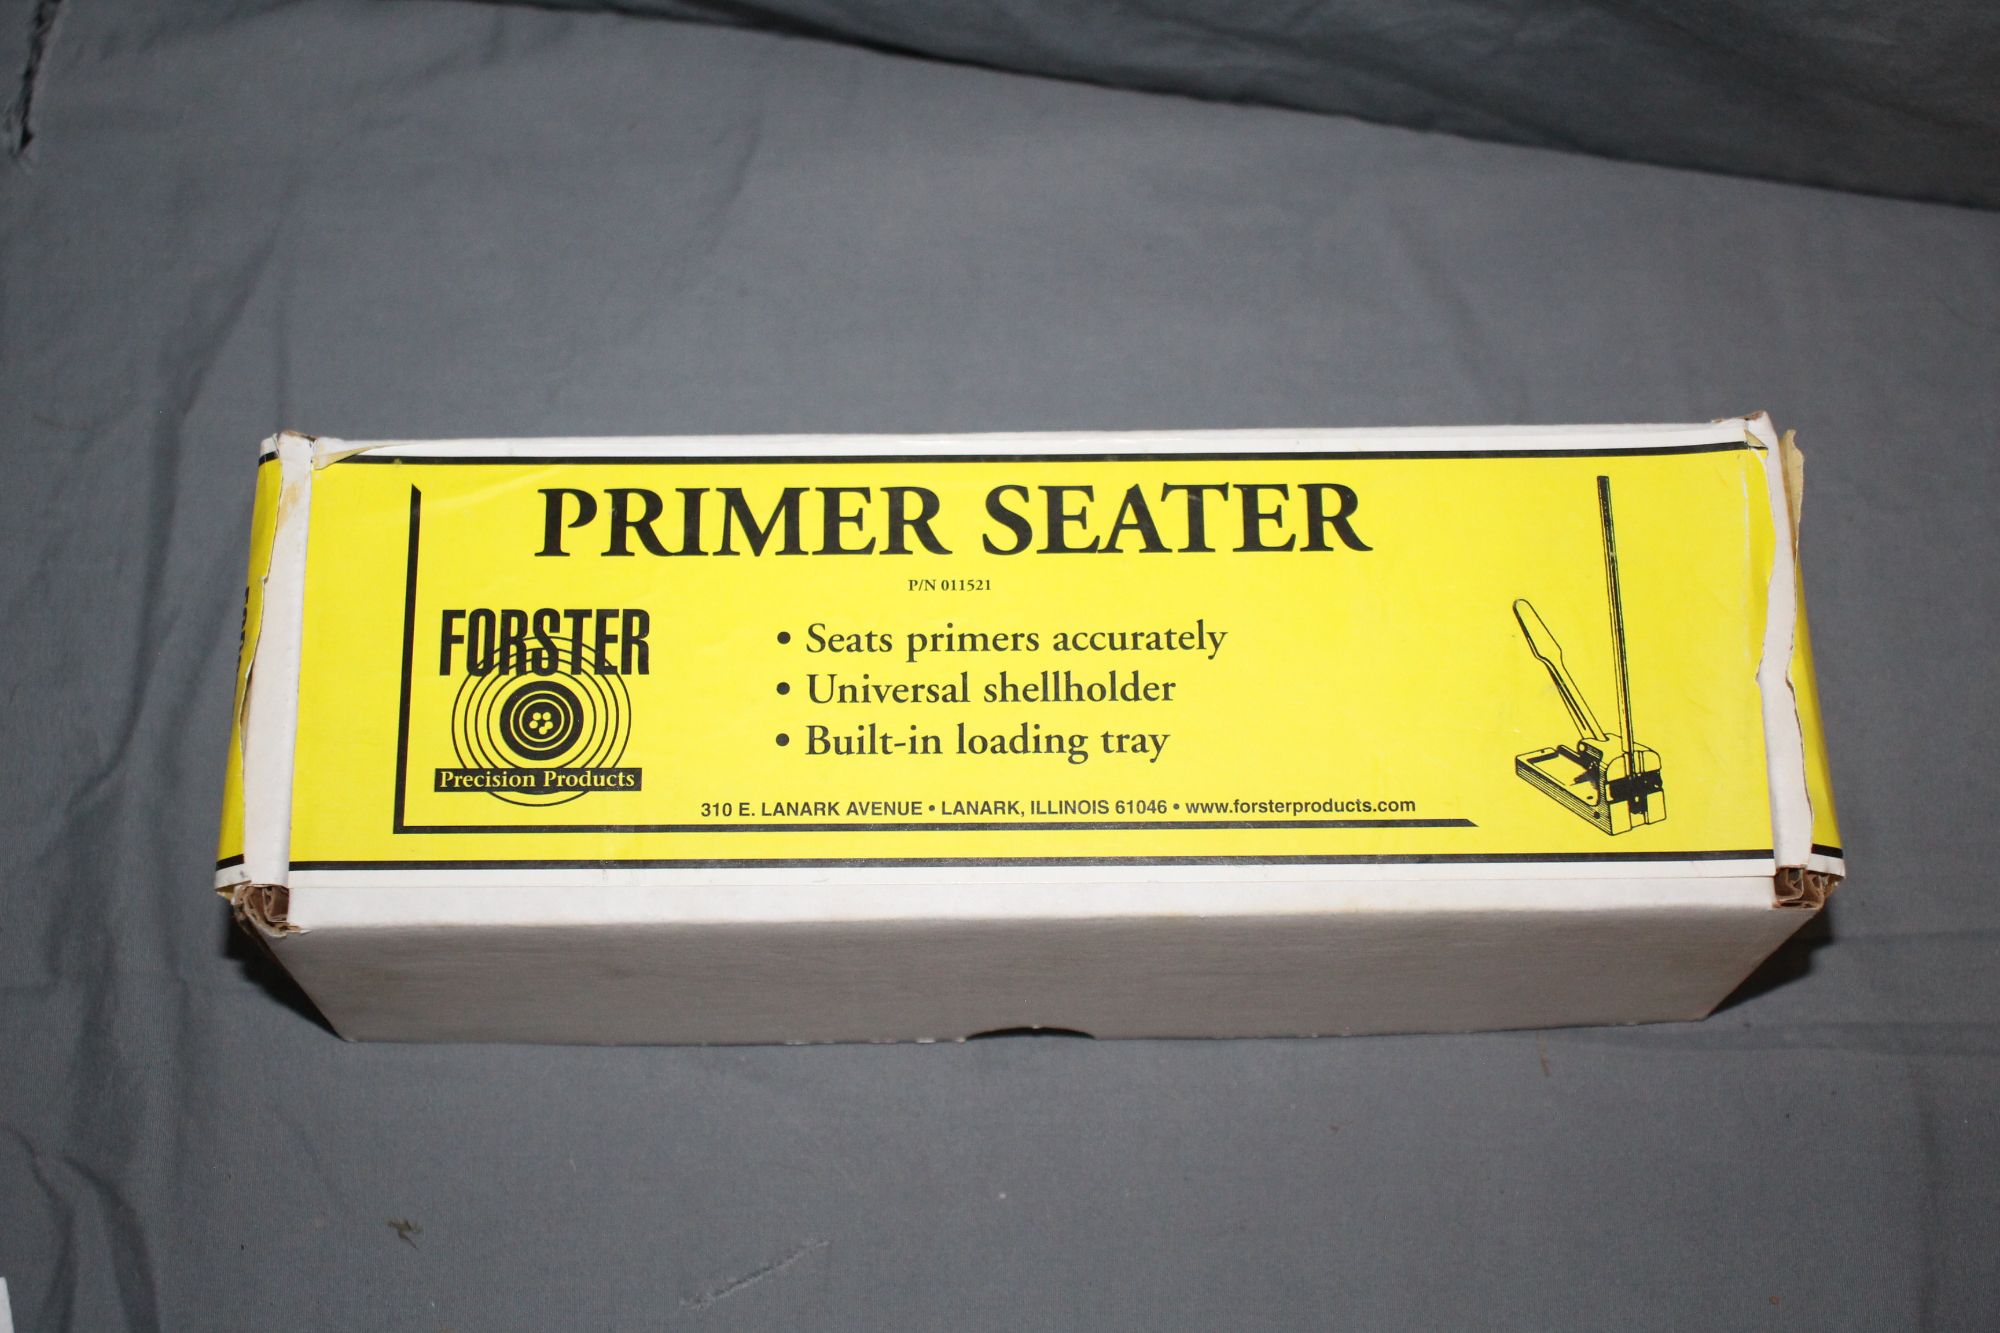 PRIMER SEATER
P/N 011521
FORSTER
Precision Products
• Seats primers accurately
• Universal shellholder
• Built-in loading tray
310 E. LANARK AVENUE • LANARK, ILLINOIS 61046 • www.forsterproducts.com